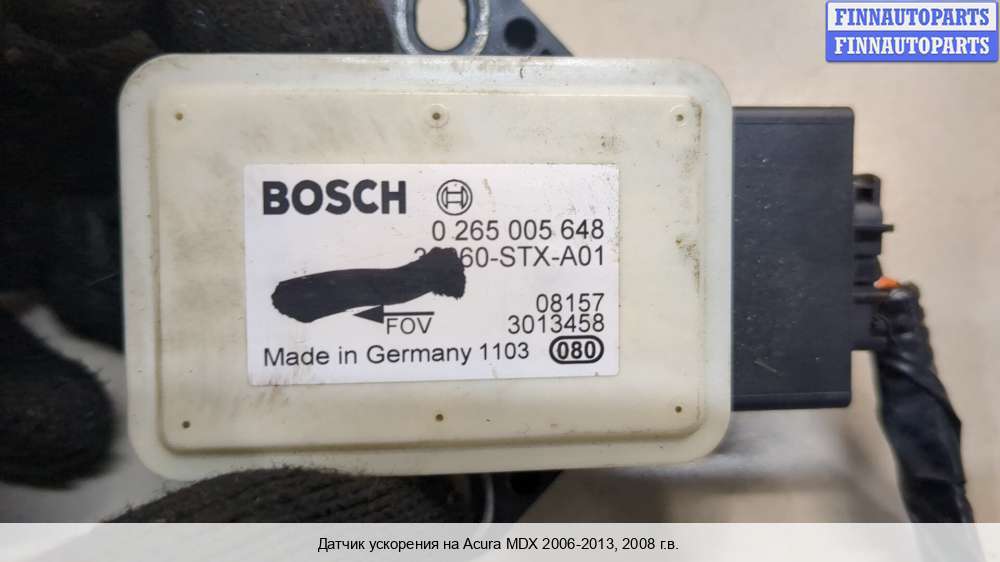 FINNAUTOPARTS
FINNAUTOPARTS
BOSCH
0 265 005 648
60-STX-A01
08157
FOV
3013458
Made in Germany 1103 080
Датчик ускорения на Acura MDX 2006-2013, 2008 г.в.